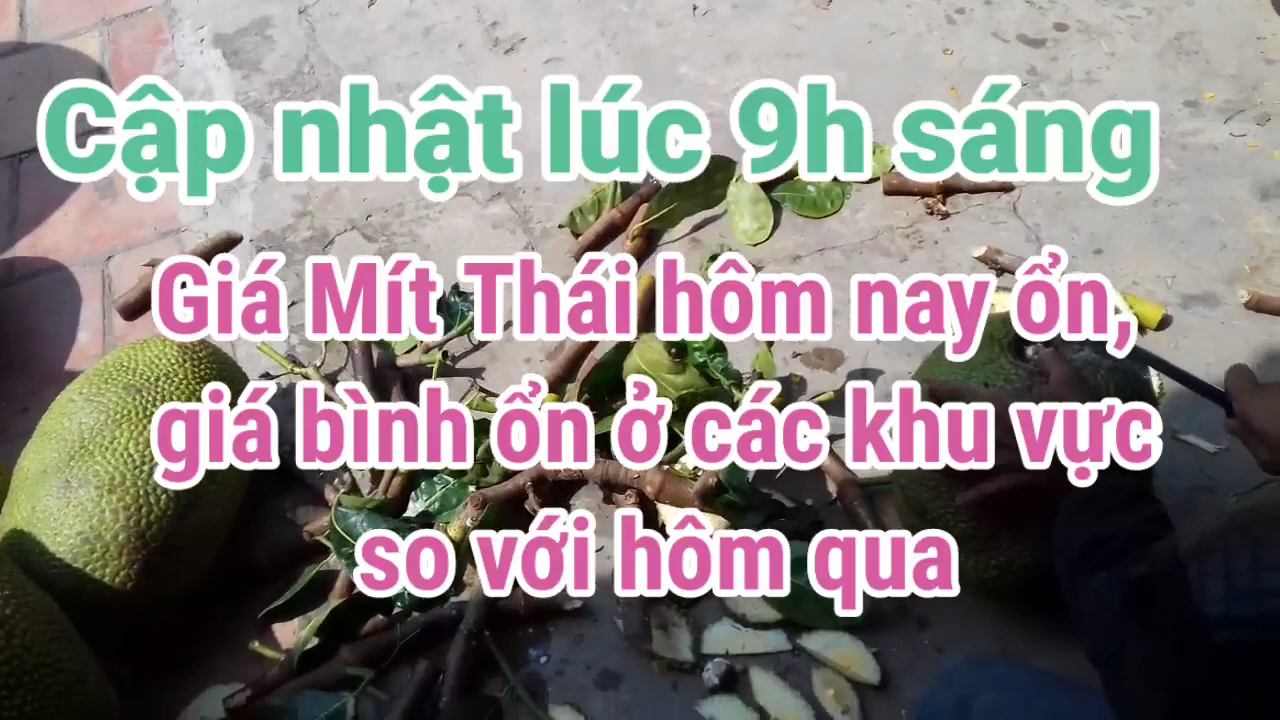 Cập nhật lúc 9h sáng
Giá Mít Thái hôm nay ổn,
giá bình ổn ở các khu vực
so với hôm qua